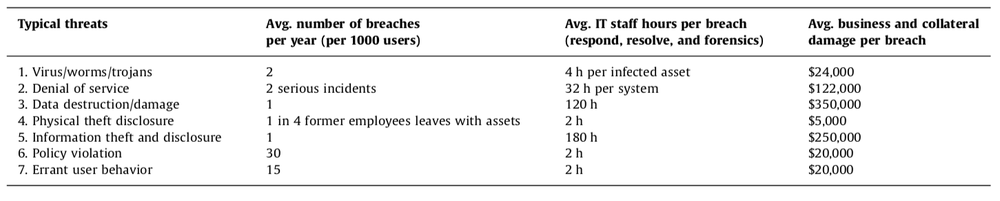 Typical threats Avg. number of breaches Avg. IT staff hours per breach Avg. business and collateral
per year (per 1000 users) (respond, resolve, and forensics) damage per breach
1. Virus/worms/trojans 2 4 h per infected asset $24,000
2. Denial of service 2 serious incidents 32 h per system $122,000
3. Data destruction/damage 1 120 h $350,000
4. Physical theft disclosure 1 in 4 former employees leaves with assets 2 h $5,000
5. Information theft and disclosure 1 180 h $250,000
6. Policy violation 30 2 h $20,000
7. Errant user behavior 15 2 h $20,000